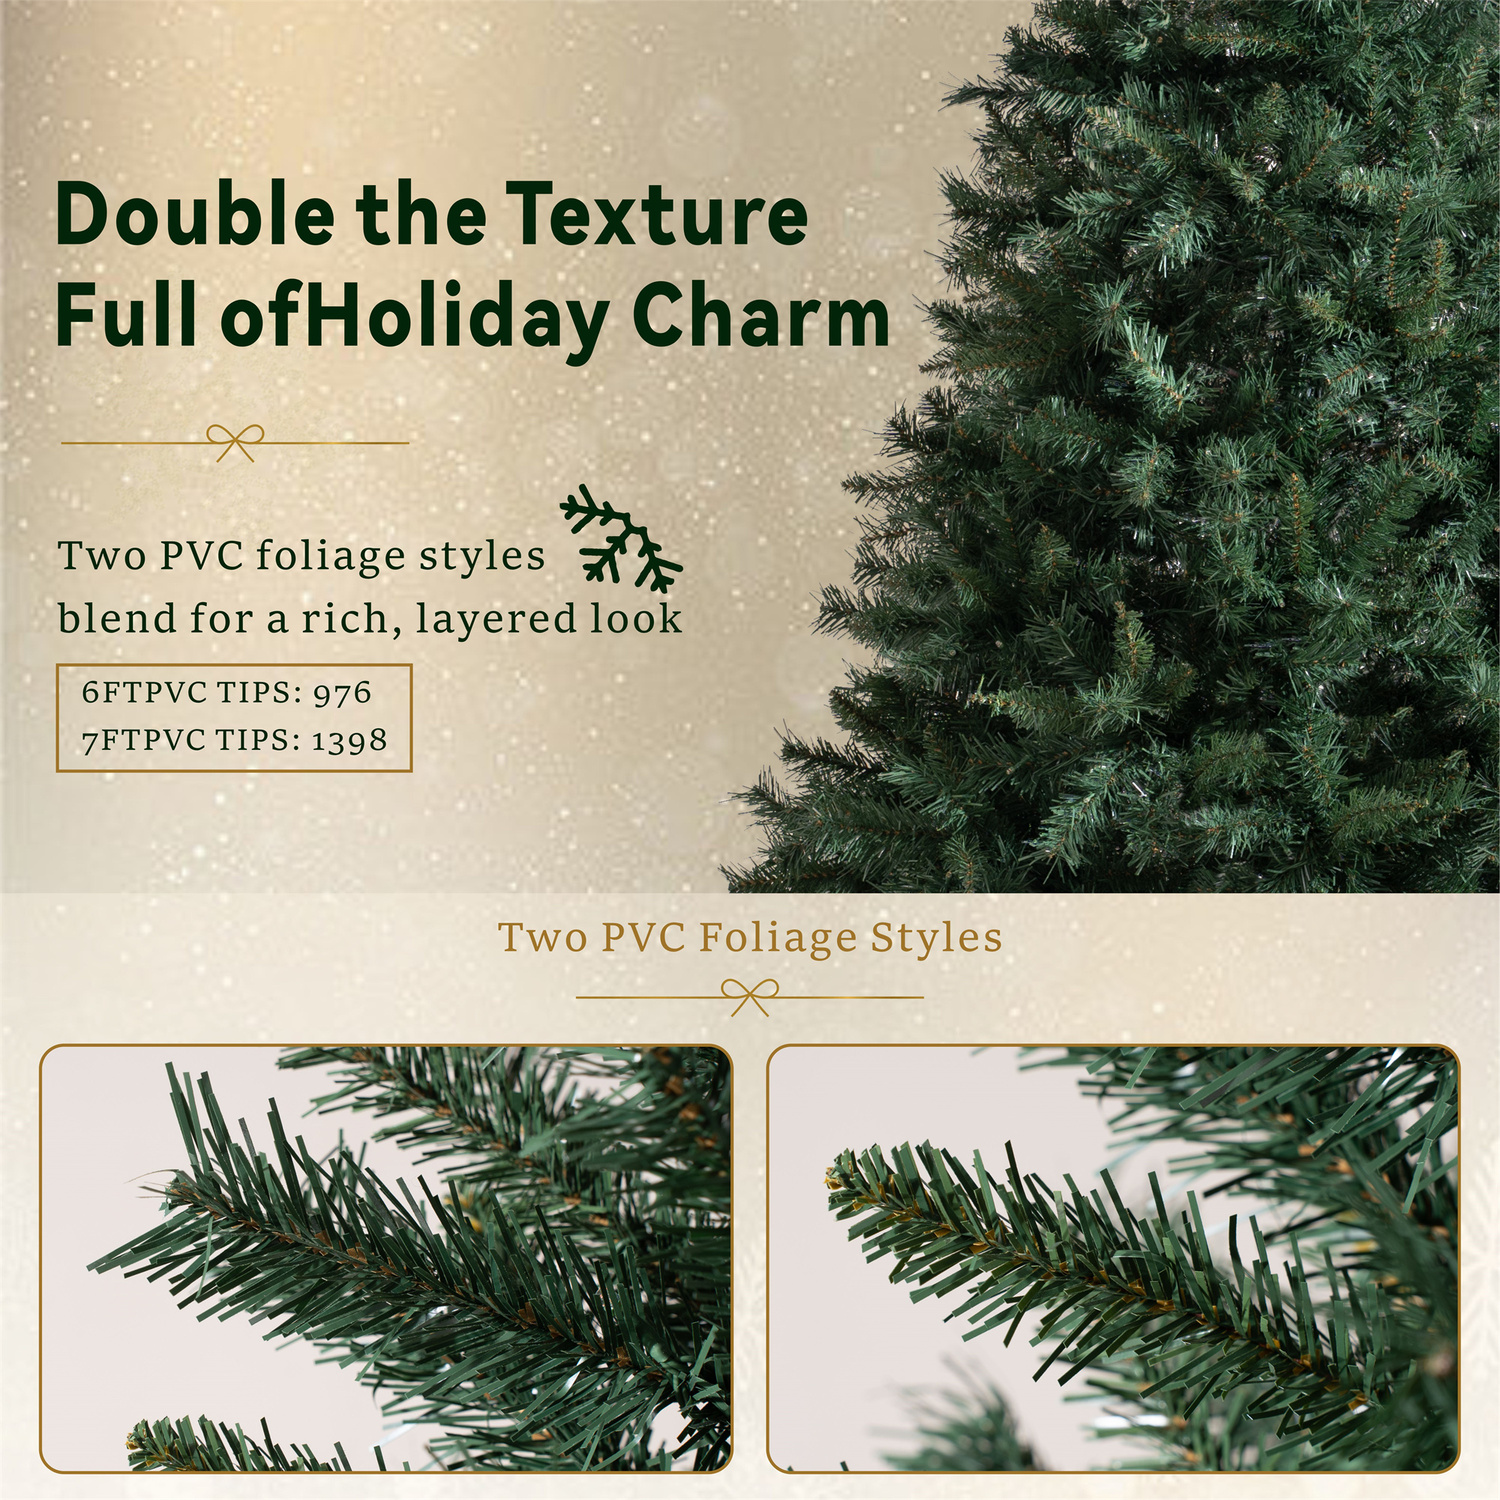 Double the Texture
Full ofHoliday Charm
Two PVC foliage styles
blend for a rich, layered look
6FTPVC TIPS: 976
7FTPVC TIPS: 1398
Two PVC Foliage Styles